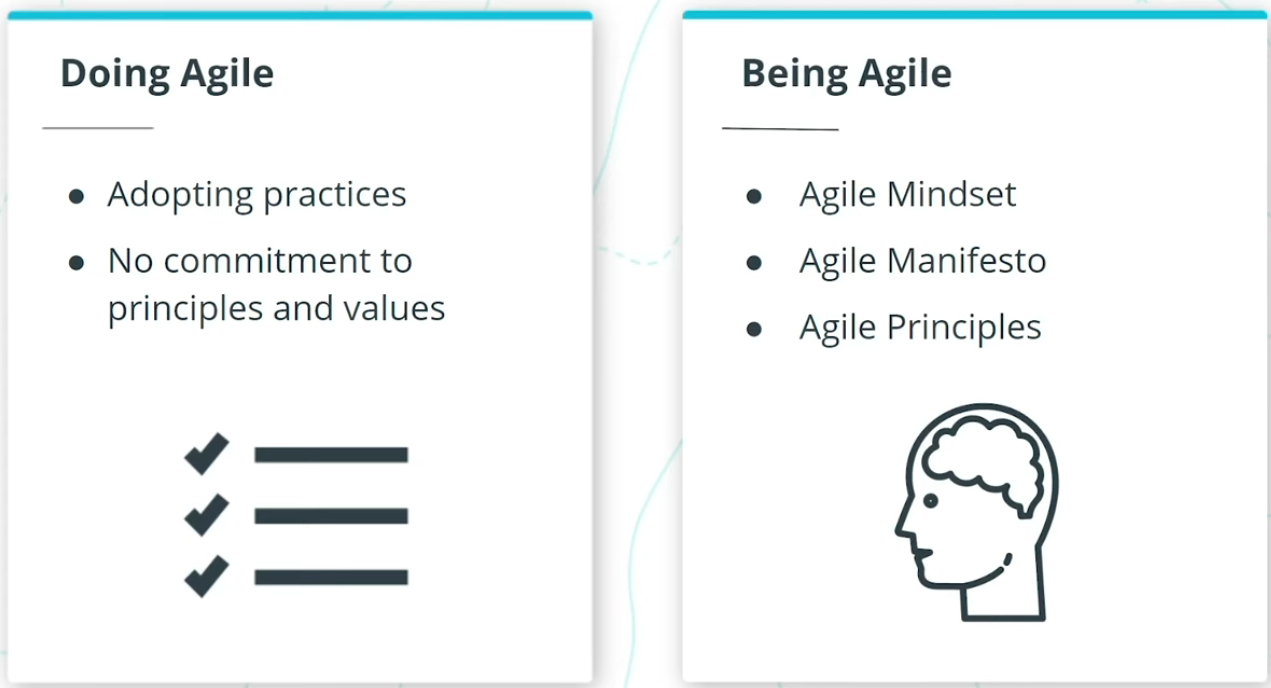 Doing Agile
● Adopting practices
● No commitment to
principles and values
Being Agile
● Agile Mindset
● Agile Manifesto
● Agile Principles